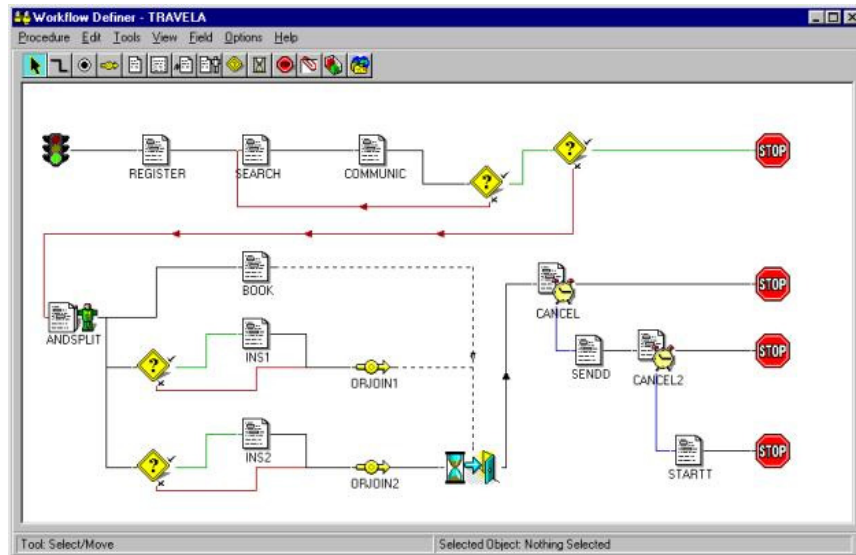 Workflow Definer - TRAVELA
Procedure Edit Tools View Field Options Help
REGISTER
SEARCH
COMMUNIC
?
?
STOP
BOOK
ANDSPLIT
CANCEL
STOP
?
INS1
ORJOIN1
SENDD
CANCEL2
STOP
?
INS2
ORJOIN2
STARTT
STOP
Tool: Select/Move
Selected Object: Nothing Selected